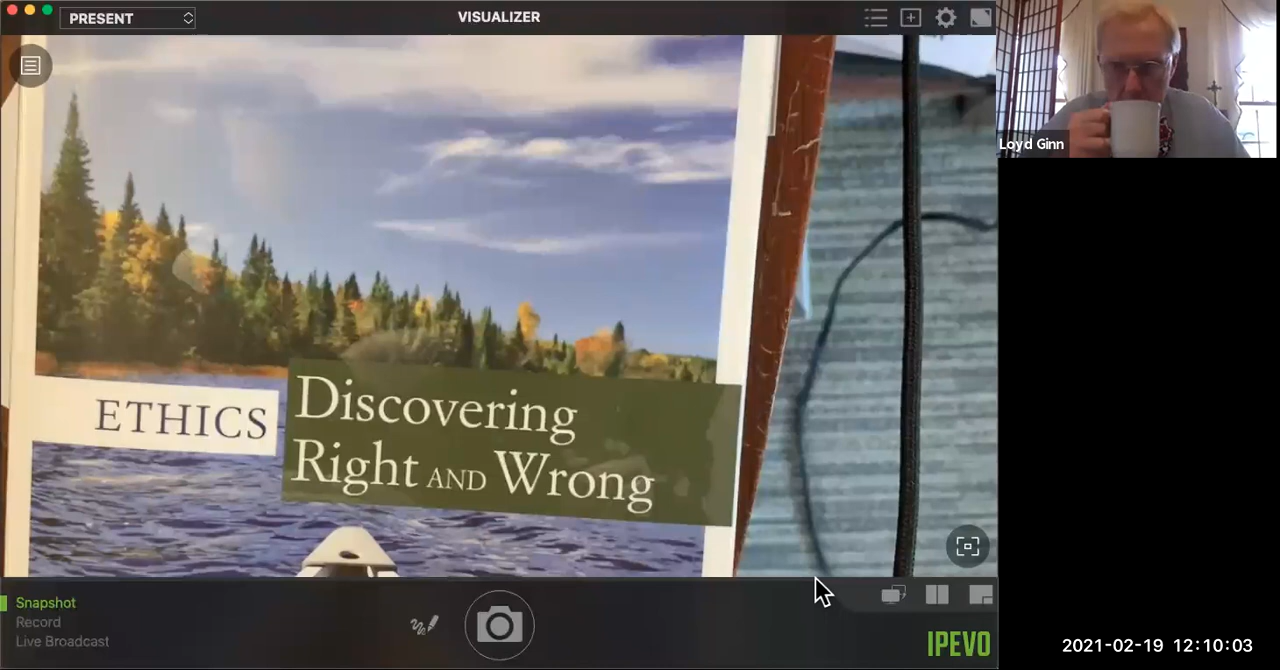 PRESENT
VISUALIZER
Loyd Ginn
ETHICS
Discovering
Right AND Wrong
Snapshot
Record
Live Broadcast
IPEVO
2021-02-19 12:10:03